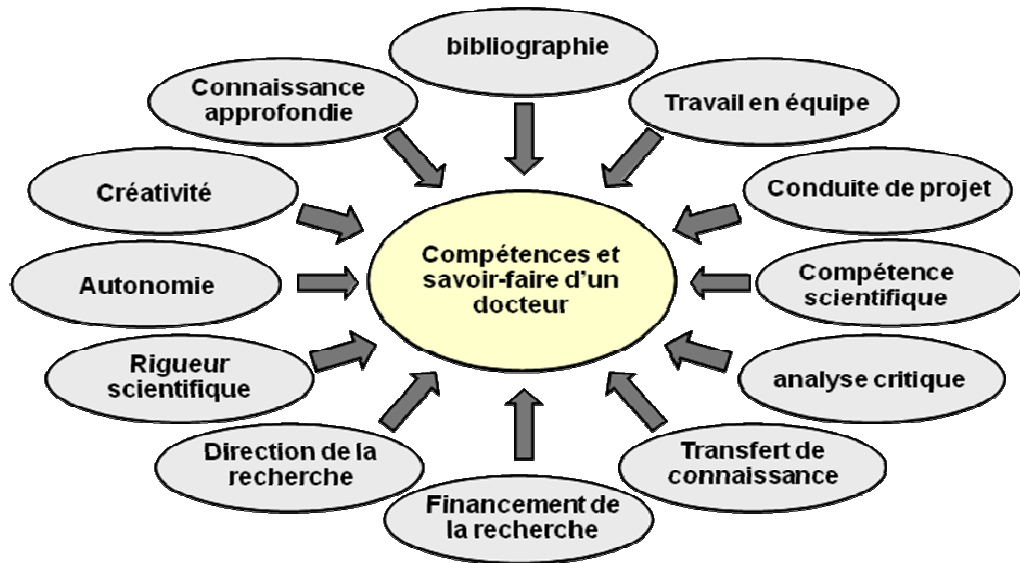 bibliographie
Connaissance
approfondie
Travail en équipe
Créativité
Conduite de projet
Compétences et
savoir-faire d'un
docteur
Autonomie
Compétence
scientifique
Rigueur
scientifique
analyse critique
Direction de la
recherche
Transfert de
connaissance
Financement de
la recherche